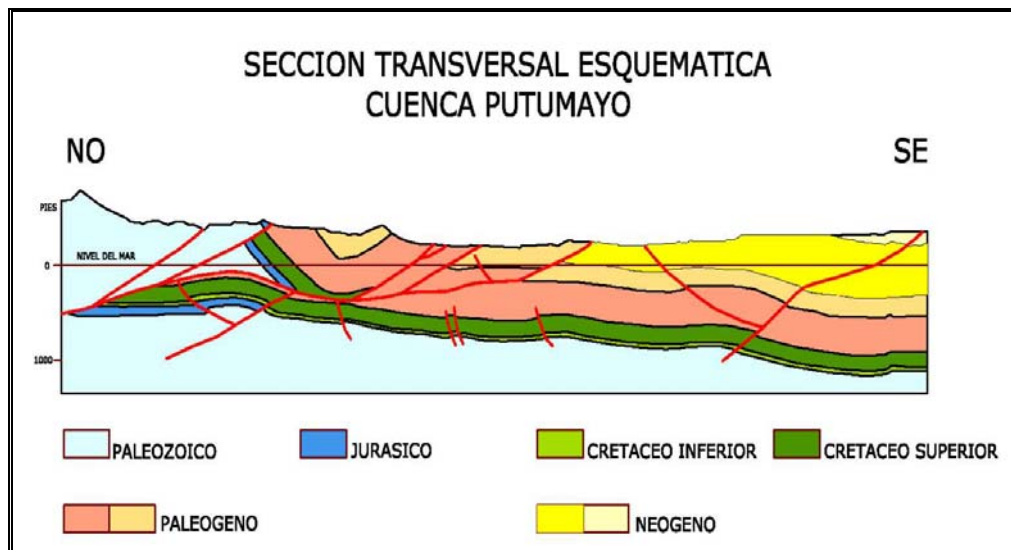 SECCION TRANSVERSAL ESQUEMATICA
CUENCA PUTUMAYO
NO
SE
PIES
NIVEL DEL MAR
0
1000
PALEOZOICO
JURASICO
CRETACEO INFERIOR
CRETACEO SUPERIOR
PALEOGENO
NEOGENO